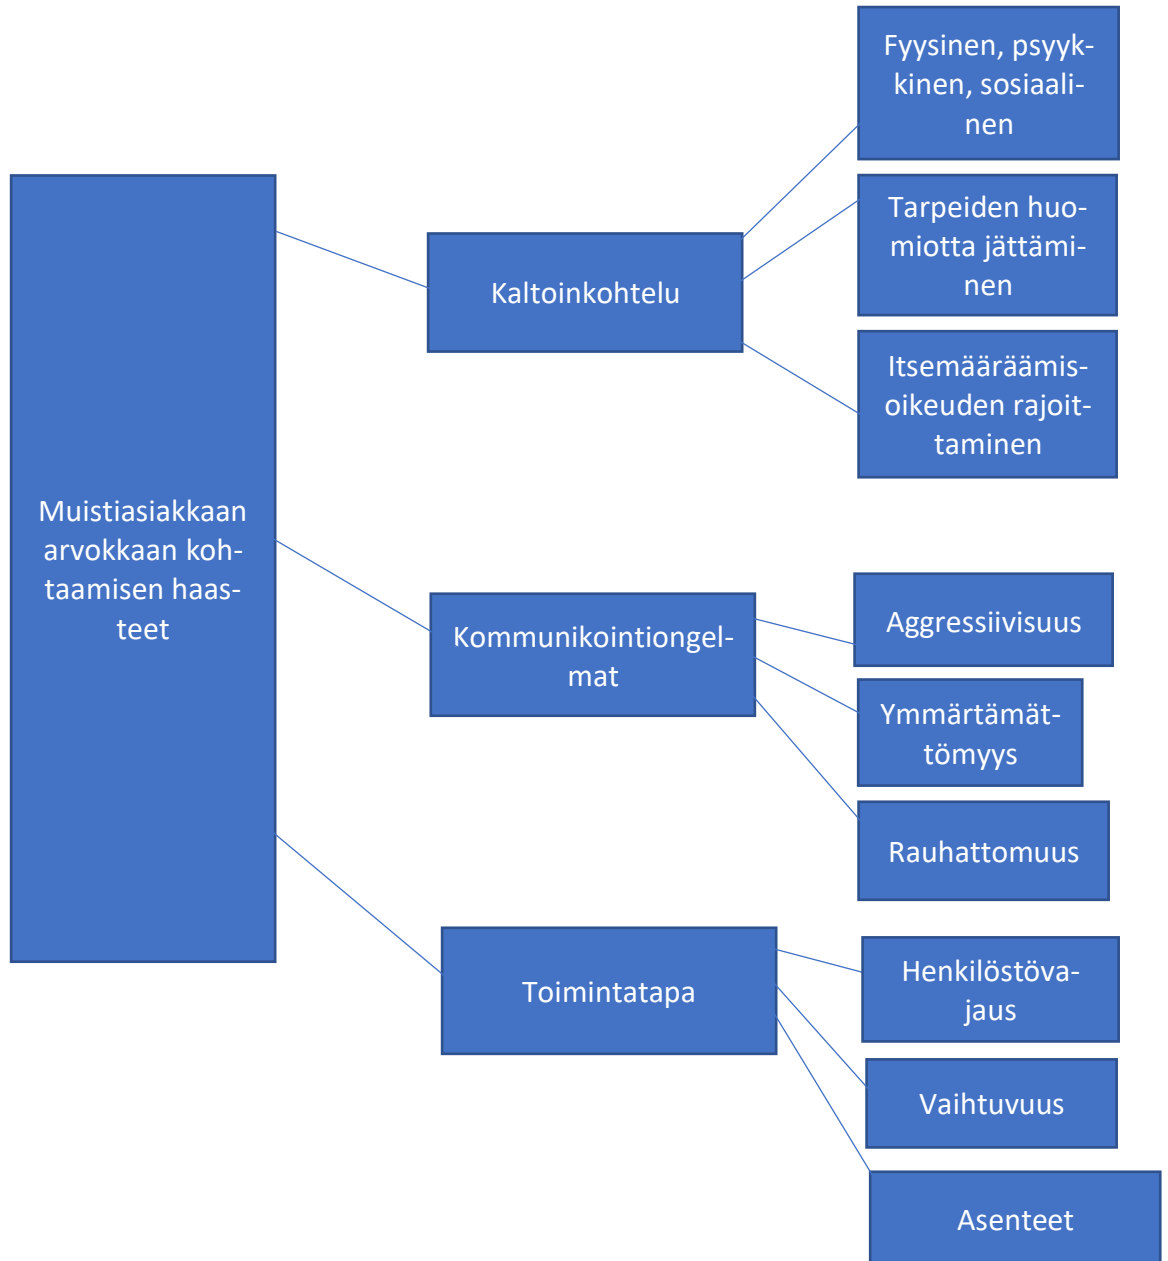 Muistiasiakkaan
arvokkaan koh-
taamisen haas-
teet
Kaltoinkohtelu
Fyysinen, psyyk-
kinen, sosiaali-
nen
Tarpeiden huo-
miotta jättämi-
nen
Itsemääräämis-
oikeuden rajoit-
taminen
Kommunikointiongel-
mat
Aggressiivisuus
Ymmärtämät-
tömyys
Rauhattomuus
Toimintatapa
Henkilöstöva-
jaus
Vaihtuvuus
Asenteet